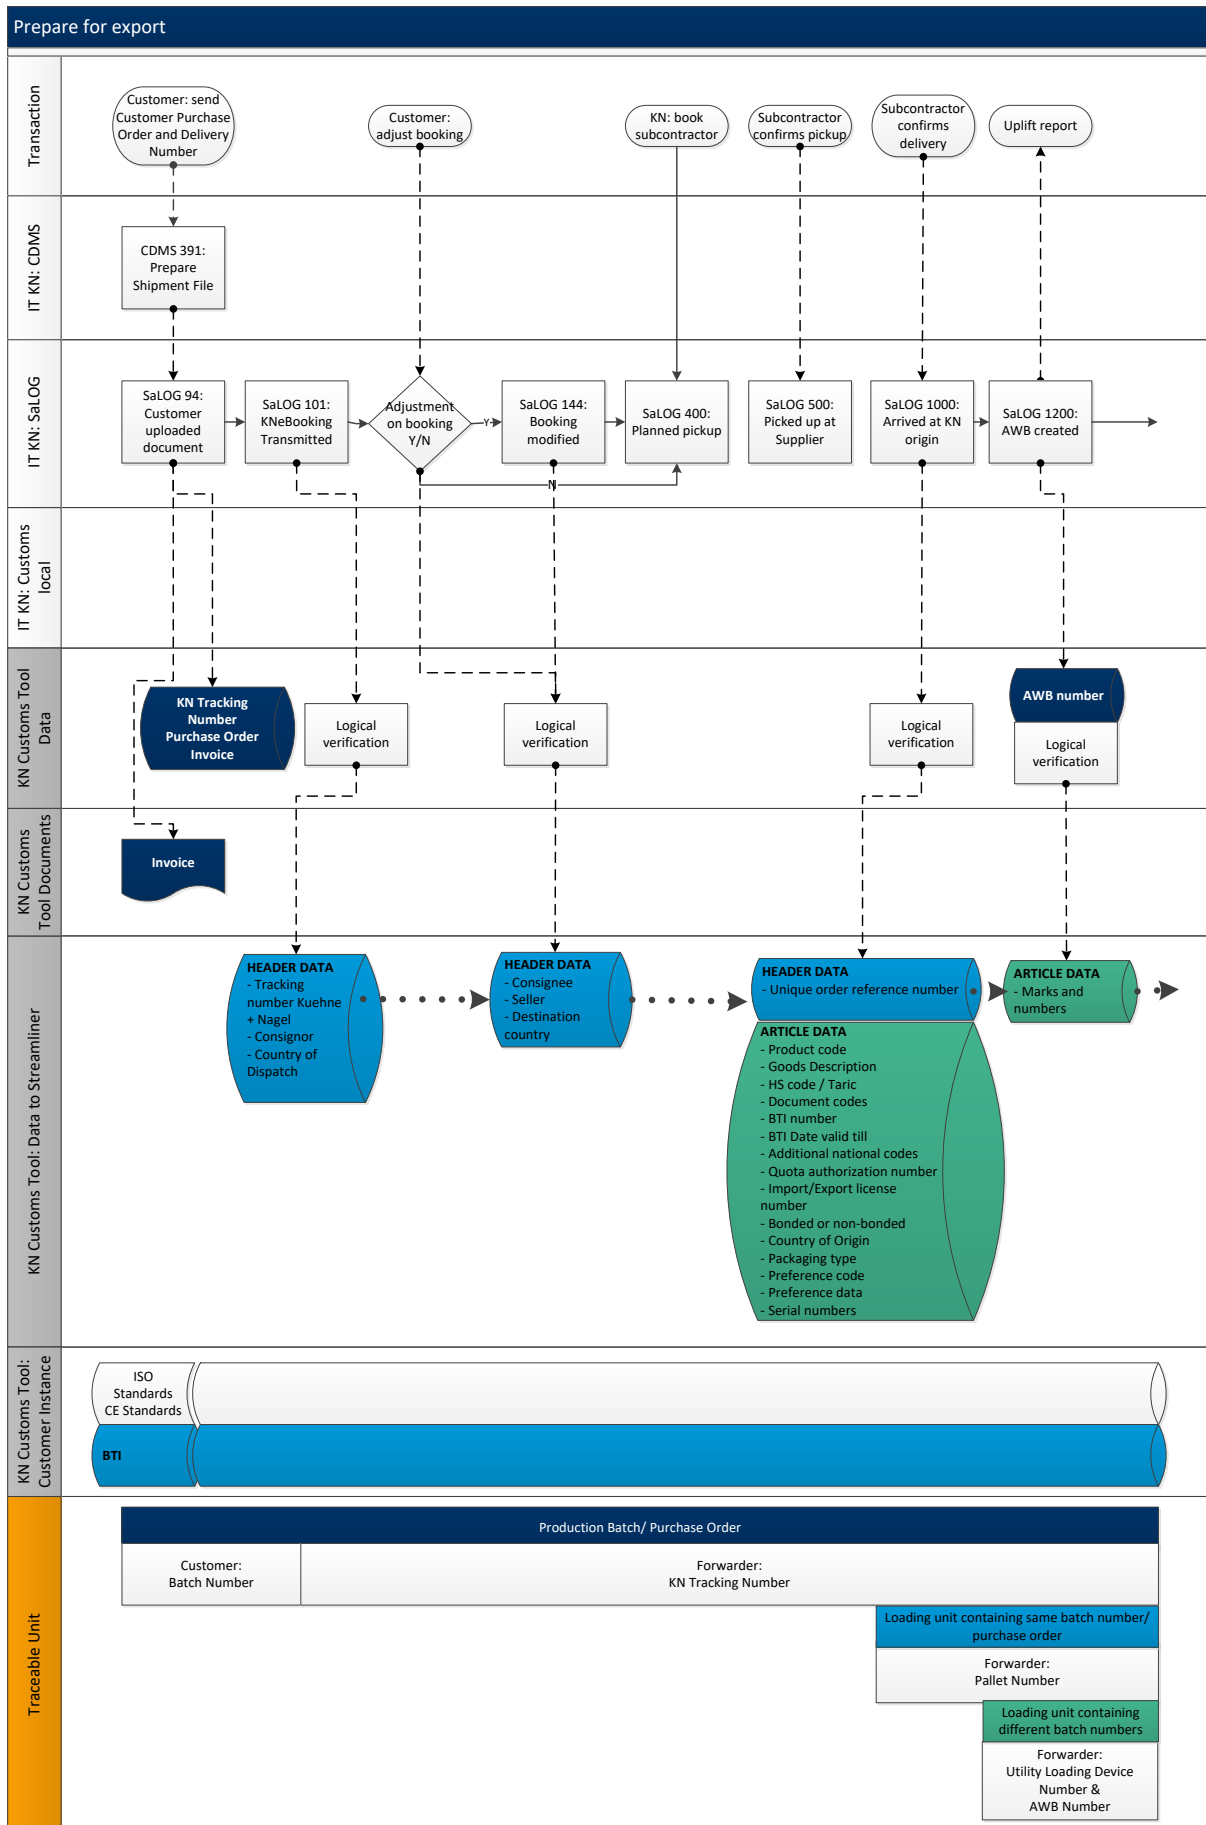 Prepare for export
Transaction
Customer: send
Customer Purchase
Order and Delivery
Number
Customer:
adjust booking
KN: book
subcontractor
Subcontractor
confirms pickup
Subcontractor
confirms
delivery
Uplift report
IT KN: CDMS
CDMS 391:
Prepare
Shipment File
IT KN: SaLOG
SaLOG 94:
Customer
uploaded
document
SaLOG 101:
KNeBooking
Transmitted
Adjustment
on booking
Y/N
Y
N
SaLOG 144:
Booking
modified
SaLOG 400:
Planned pickup
SaLOG 500:
Picked up at
Supplier
SaLOG 1000:
Arrived at KN
origin
SaLOG 1200:
AWB created
IT KN: Customs
local
KN Customs Tool
Data
KN Tracking
Number
Purchase Order
Invoice
Logical
verification
Logical
verification
Logical
verification
AWB number
Logical
verification
KN Customs
Tool Documents
Invoice
KN Customs Tool: Data to Streamliner
HEADER DATA
- Tracking
number Kuehne
+ Nagel
- Consignor
- Country of
Dispatch
HEADER DATA
- Consignee
- Seller
- Destination
country
HEADER DATA
- Unique order reference number
ARTICLE DATA
- Product code
- Goods Description
- HS code / Taric
- Document codes
- BTI number
- BTI Date valid till
- Additional national codes
- Quota authorization number
- Import/Export license
number
- Bonded or non-bonded
- Country of Origin
- Packaging type
- Preference code
- Preference data
- Serial numbers
ARTICLE DATA
- Marks and
numbers
KN Customs Tool:
Customer Instance
ISO
Standards
CE Standards
BTI
Traceable Unit
Production Batch/ Purchase Order
Customer:
Batch Number
Forwarder:
KN Tracking Number
Loading unit containing same batch number/
purchase order
Forwarder:
Pallet Number
Loading unit containing
different batch numbers
Forwarder:
Utility Loading Device
Number &
AWB Number